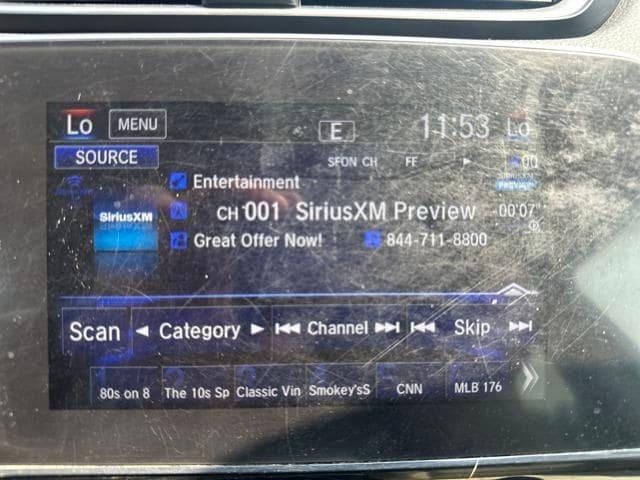 Lo MENU E 11:53 Lo
SOURCE
SFON CH FF
Entertainment
SIRIUSXM
PREVIEW
SiriusXM
CH 001 SiriusXM Preview 00'07"
Great Offer Now! 844-711-8800
Scan Category Channel Skip
80s on 8 The 10s Sp Classic Vin Smokey'sS CNN MLB 176